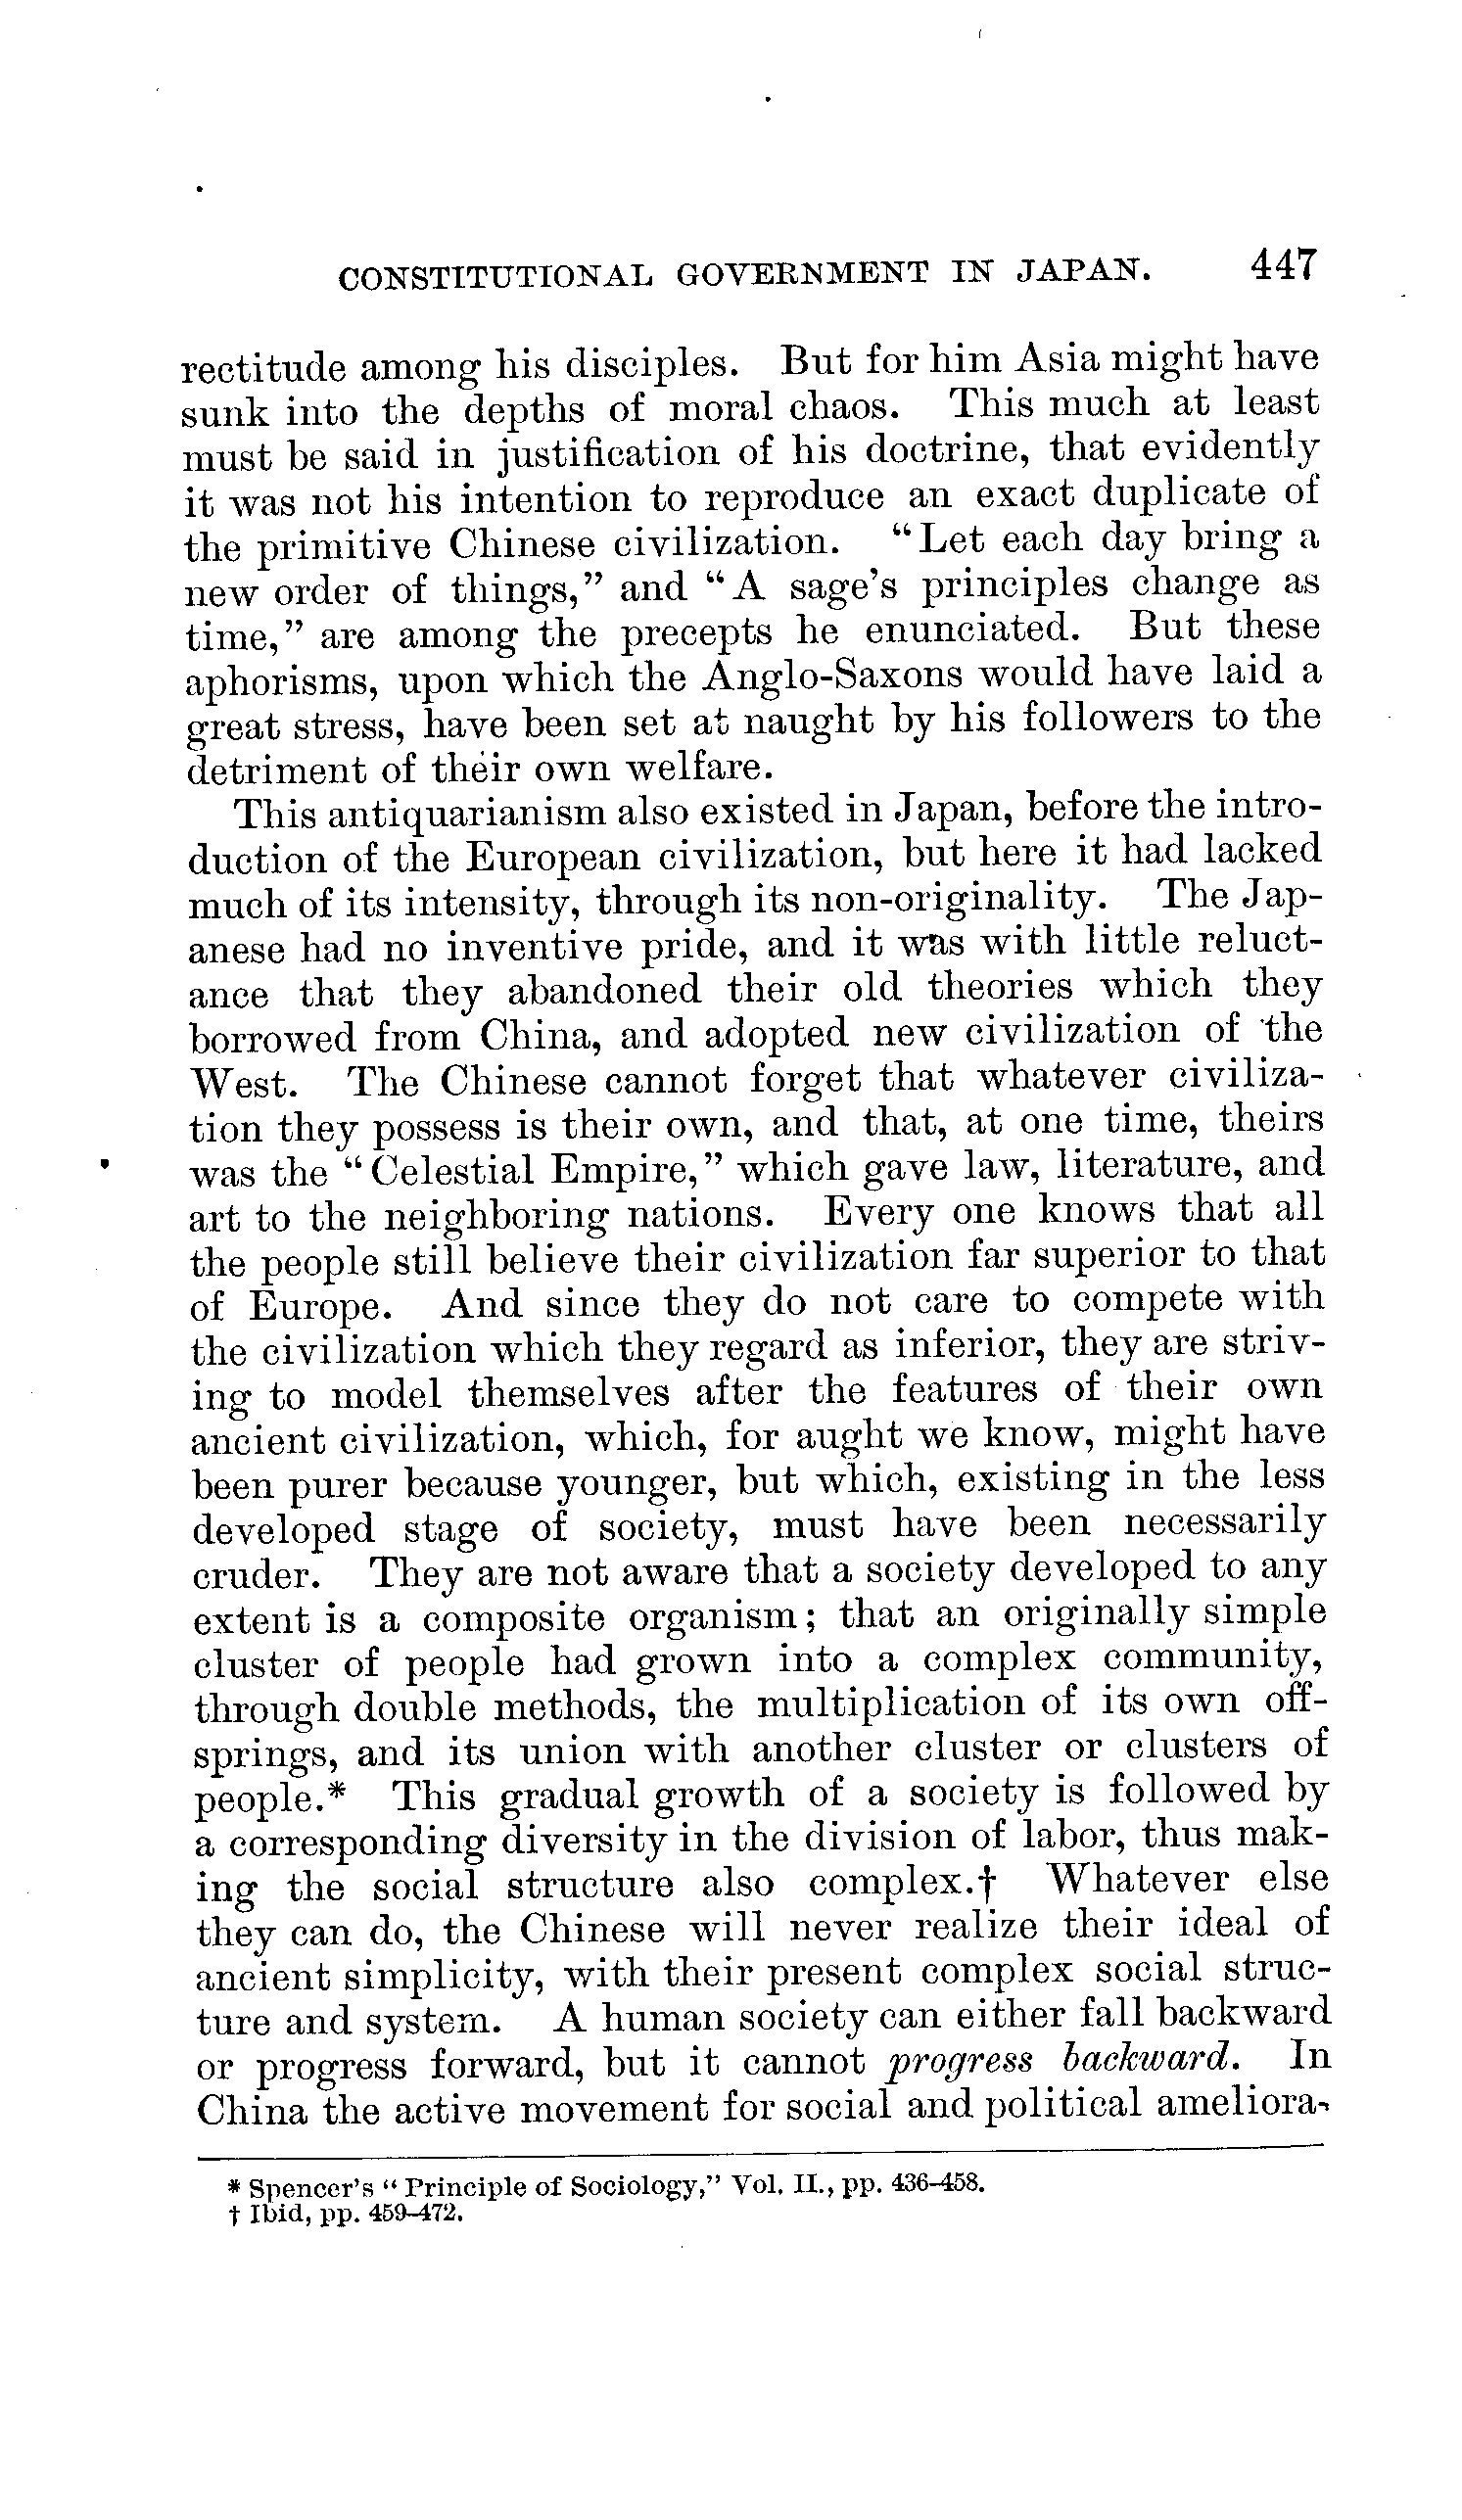 CONSTITUTIONAL GOVERNMENT IN JAPAN. 447
rectitude among his disciples. But for him Asia might have
sunk into the depths of moral chaos. This much at least
must be said in justification of his doctrine, that evidently
it was not his intention to reproduce an exact duplicate of
the primitive Chinese civilization. "Let each day bring a
new order of things," and "A sage's principles change as
time," are among the precepts he enunciated. But these
aphorisms, upon which the Anglo-Saxons would have laid a
great stress, have been set at naught by his followers to the
detriment of their own welfare.
This antiquarianism also existed in Japan, before the intro-
duction of the European civilization, but here it had lacked
much of its intensity, through its non-originality. The Jap-
anese had no inventive pride, and it was with little reluct-
ance that they abandoned their old theories which they
borrowed from China, and adopted new civilization of the
West. The Chinese cannot forget that whatever civiliza-
tion they possess is their own, and that, at one time, theirs
was the "Celestial Empire," which gave law, literature, and
art to the neighboring nations. Every one knows that all
the people still believe their civilization far superior to that
of Europe. And since they do not care to compete with
the civilization which they regard as inferior, they are striv-
ing to model themselves after the features of their own
ancient civilization, which, for aught we know, might have
been purer because younger, but which, existing in the less
developed stage of society, must have been necessarily
cruder. They are not aware that a society developed to any
extent is a composite organism; that an originally simple
cluster of people had grown into a complex community,
through double methods, the multiplication of its own off-
springs, and its union with another cluster or clusters of
people.* This gradual growth of a society is followed by
a corresponding diversity in the division of labor, thus mak-
ing the social structure also complex.† Whatever else
they can do, the Chinese will never realize their ideal of
ancient simplicity, with their present complex social struc-
ture and system. A human society can either fall backward
or progress forward, but it cannot progress backward. In
China the active movement for social and political ameliora-
* Spencer's "Principle of Sociology," Vol. II., pp. 436-458.
† Ibid, pp. 459-472.